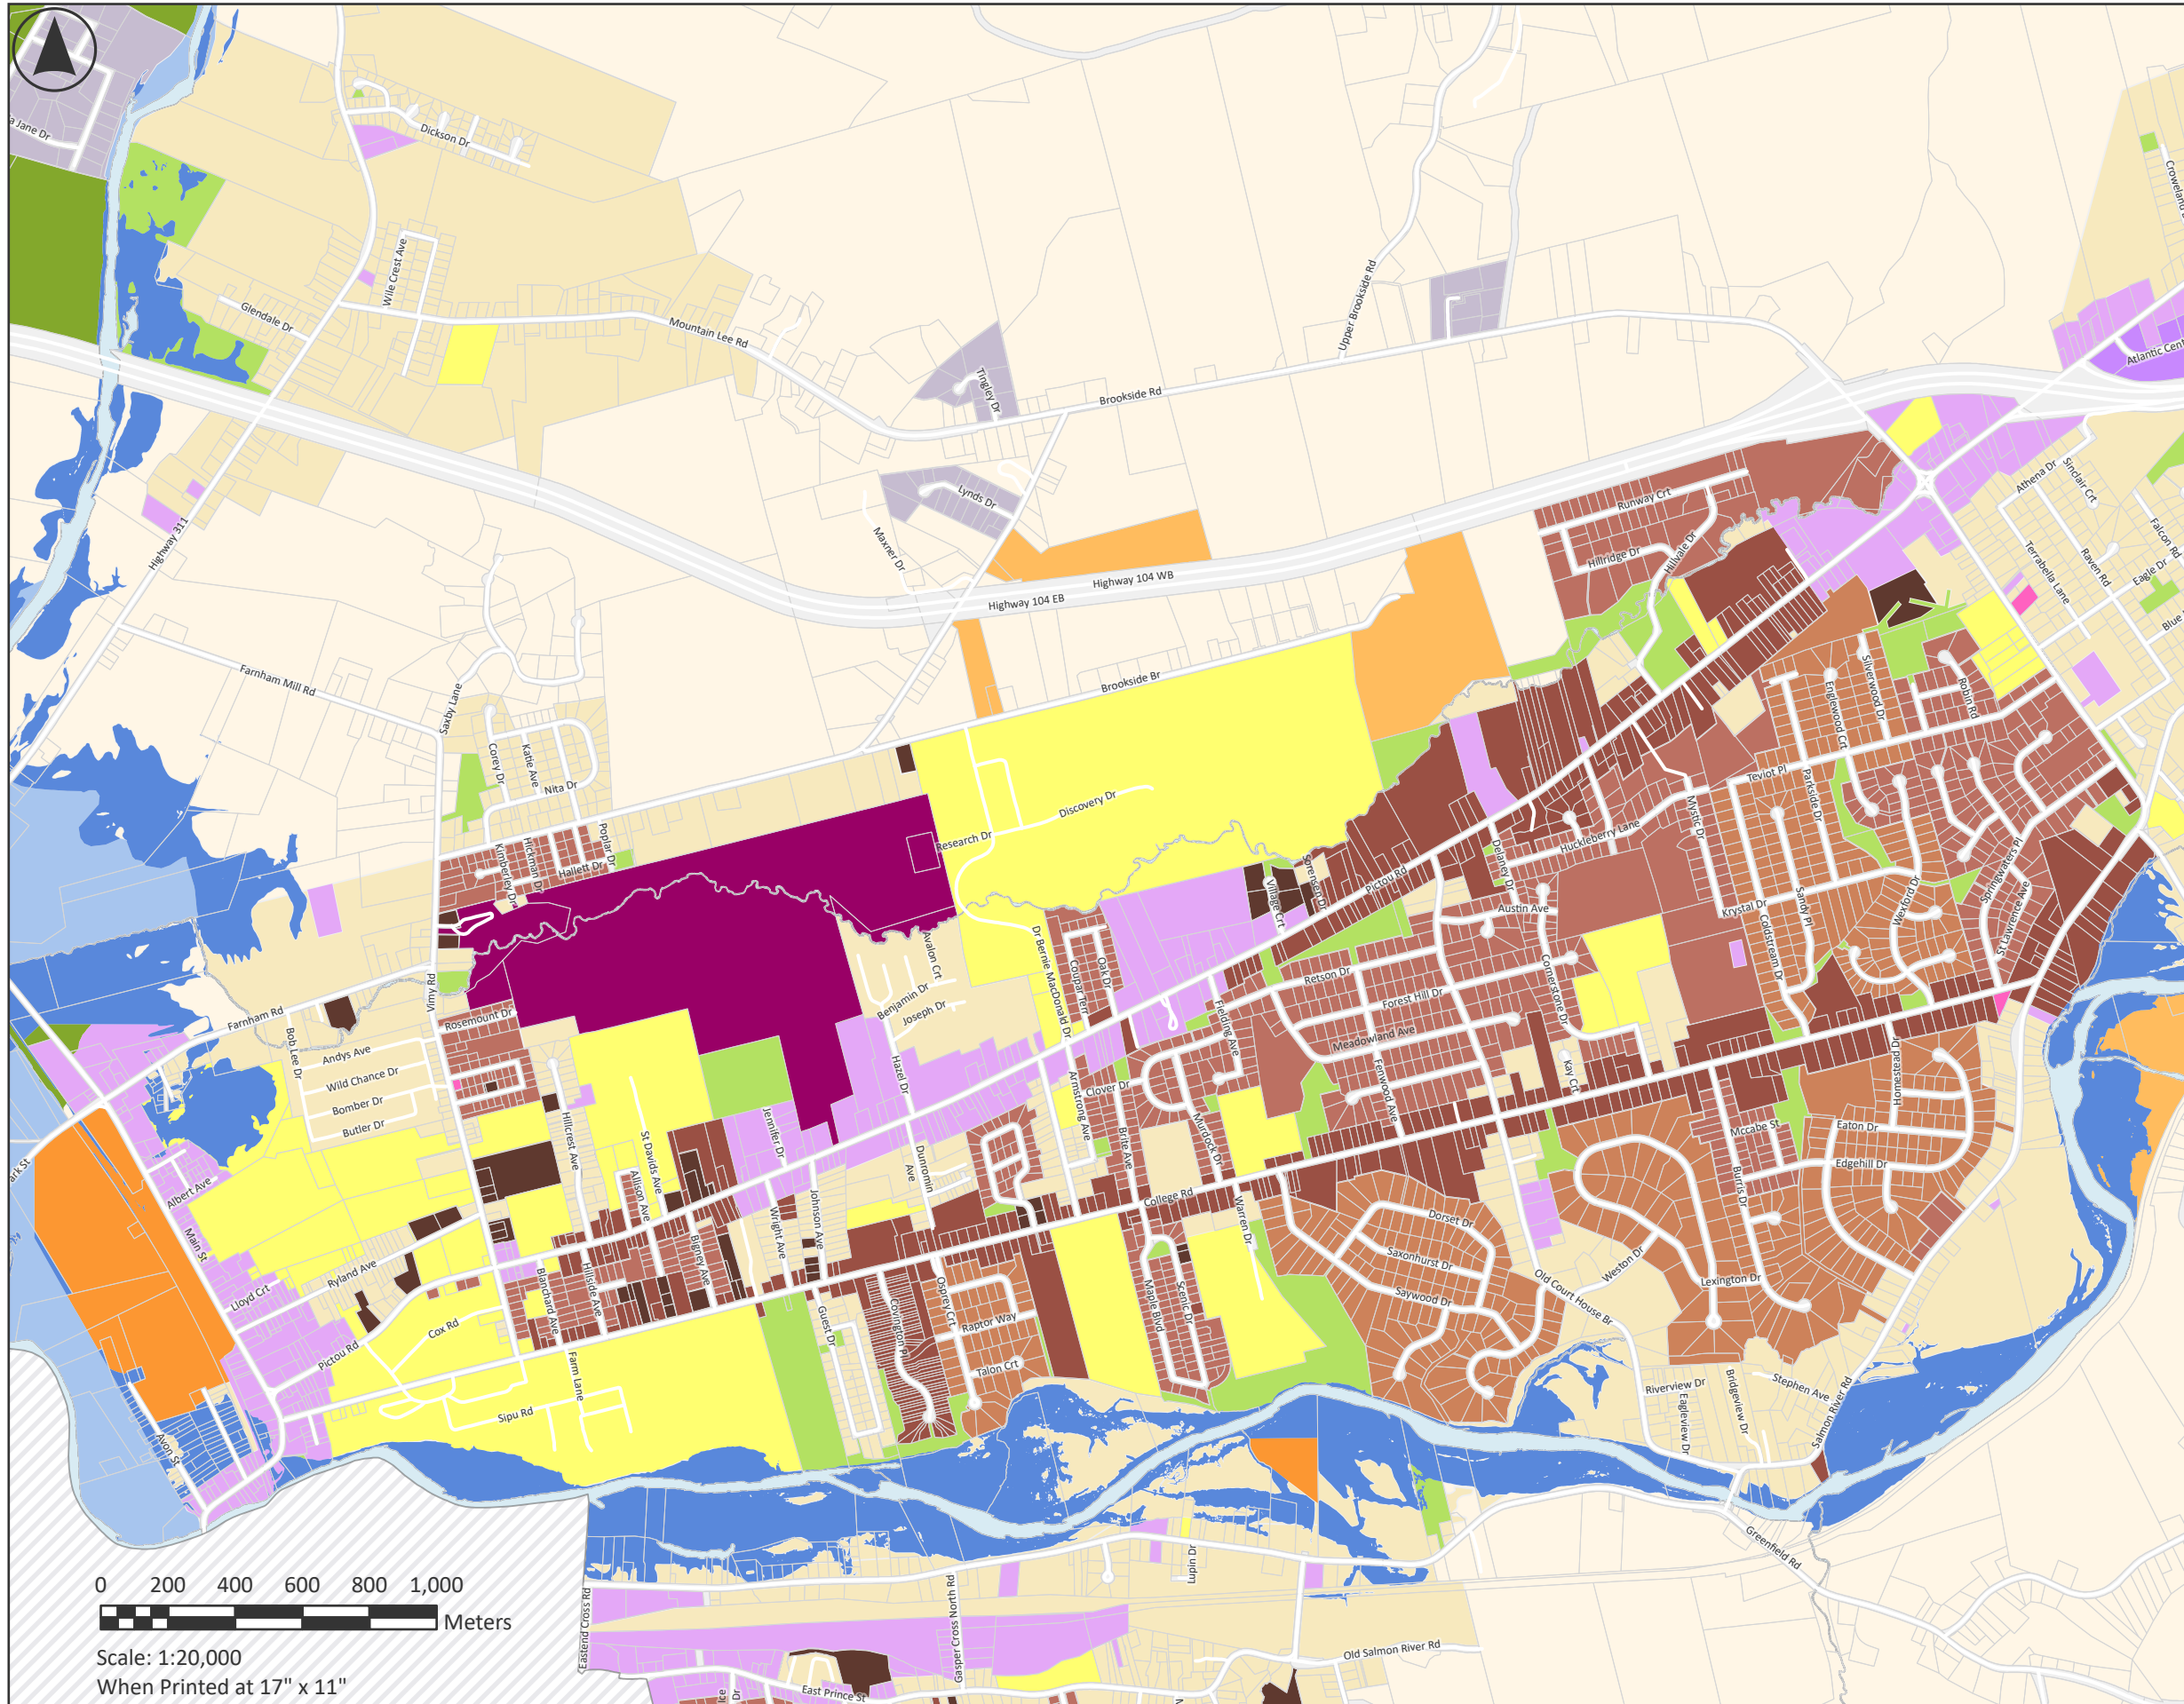 a Jane Dr
Dickson Dr
Croweland
Wile Crest Ave
Glendale Dr
Mountain Lee Rd
Upper Brookside Rd
Atlantic Cent
Tingley Dr
Brookside Rd
Athena Dr
Sinclair Crt
Lynds Dr
Runway Crt
Highway 311
Maxner Dr
Hillridge Dr
Hillvale Dr
Falcon Rd
Terrabella Lane
Raven Rd
Eagle Dr
Highway 104 WB
Highway 104 EB
Blue
Farnham Mill Rd
Saxby Lane
Brookside Br
Silverwood Dr
Englewood Crt
Robin Rd
Corey Dr
Katie Ave
Nita Dr
Teviot Pl
Parkside Dr
Mystic Dr
Discovery Dr
Research Dr
Huckleberry Lane
Poplar Dr
Hickman Dr
Kimberley Dr
Hallett Dr
Delaney Dr
Sorensen Dr
Pictou Rd
Village Crt
Springwaters Pl
St Lawrence Ave
Wexford Dr
Krystal Dr
Sandy Pl
Coldstream Dr
Austin Ave
Avalon Crt
Dr Bernie MacDonald Dr
Coupar Terr
Oak Dr
Retson Dr
Cornerstone Dr
Vimy Rd
Benjamin Dr
Joseph Dr
Forest Hill Dr
Fielding Ave
Farnham Rd
Rosemount Dr
Bob Lee Dr
Andys Ave
Meadowland Ave
Wild Chance Dr
Hazel Dr
Armstrong Ave
Clover Dr
Fenwood Ave
Kay Crt
Homestead Dr
Bomber Dr
Butler Dr
Hillcrest Ave
Jennifer Dr
St Davids Ave
Brite Ave
Murdock Dr
Mccabe St
Eaton Dr
Edgehill Dr
ark St
Albert Ave
Allison Ave
Dunromin
Ave
Johnson Ave
Wright Ave
College Rd
Warren Dr
Burris Dr
Main St
Dorset Dr
Saxonhurst Dr
Saywood Dr
Weston Dr
Lexington Dr
Old Court House Br
Bigney Ave
Ryland Ave
Lloyd Crt
Blanchard Ave
Hillside Ave
Osprey Crt
Covington Pl
Maple Blvd
Scenic Dr
Guest Dr
Raptor Way
Cox Rd
Pictou Rd
Talon Crt
Farm Lane
Sipu Rd
Riverview Dr
Eagleview Dr
Bridgeview Dr
Stephen Ave
Salmon River Rd
Avon St
Greenfield Rd
Lupin Dr
Eastend Cross Rd
Gasper Cross North Rd
Old Salmon River Rd
East Prince St
0 200 400 600 800 1,000
Meters
Scale: 1:20,000
When Printed at 17" x 11"